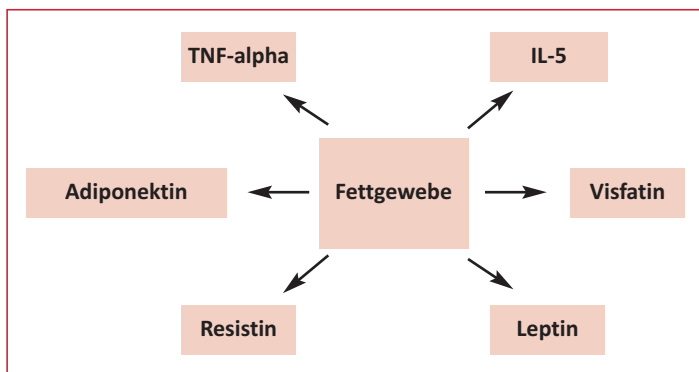 TNF-alpha
IL-5
Adiponektin
Fettgewebe
Visfatin
Resistin
Leptin